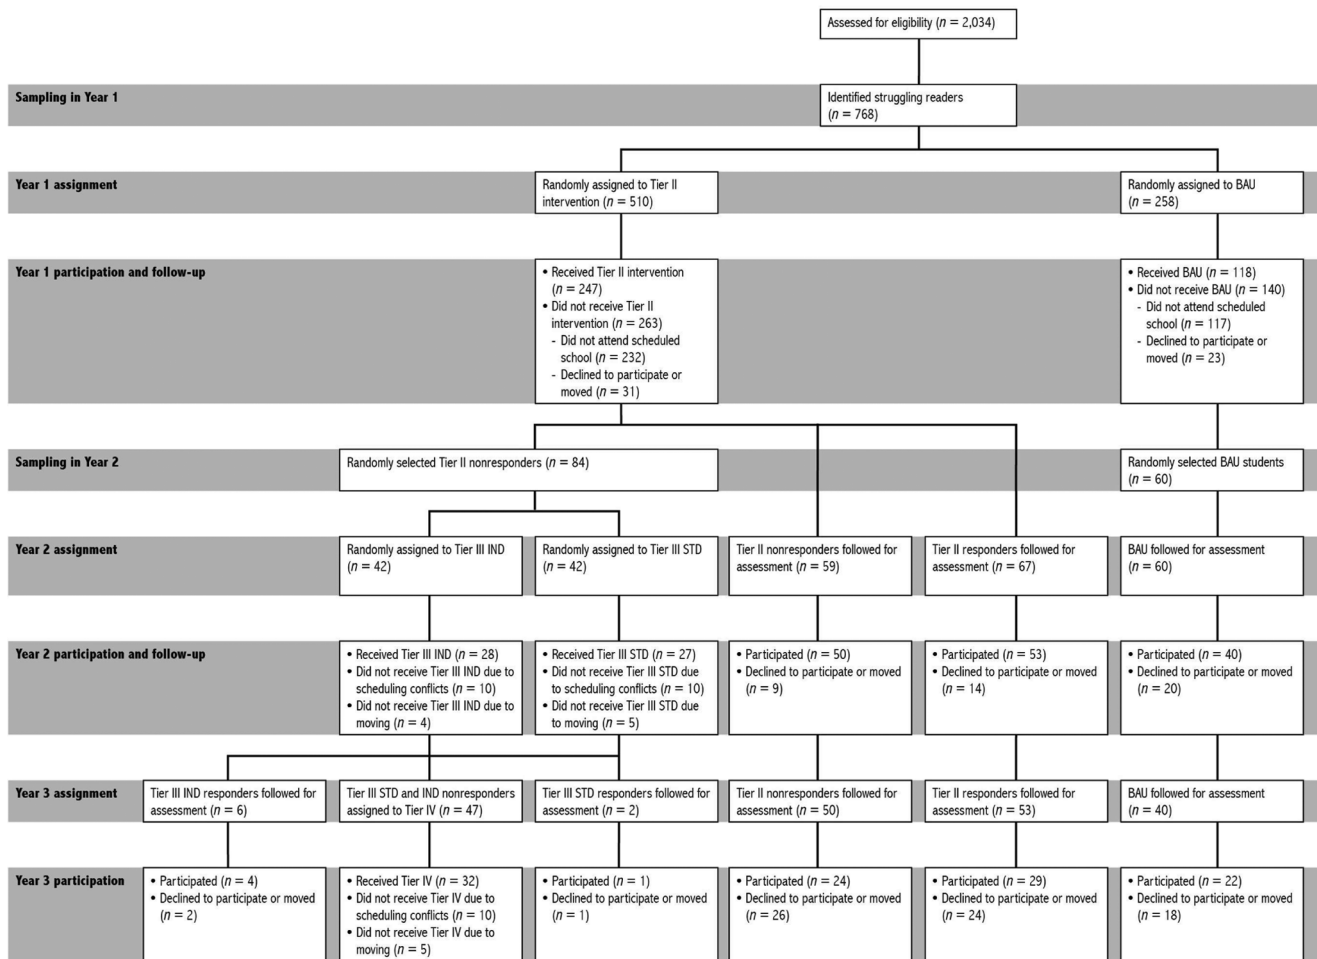 Assessed for eligibility (n = 2,034)
Sampling in Year 1
Identified struggling readers
(n = 768)
Year 1 assignment
Randomly assigned to Tier II
intervention (n = 510)
Randomly assigned to BAU
(n = 258)
Year 1 participation and follow-up
• Received Tier II intervention
(n = 247)
• Did not receive Tier II
intervention (n = 263)
- Did not attend scheduled
school (n = 232)
- Declined to participate or
moved (n = 31)
• Received BAU (n = 118)
• Did not receive BAU (n = 140)
- Did not attend scheduled
school (n = 117)
- Declined to participate or
moved (n = 23)
Sampling in Year 2
Randomly selected Tier II nonresponders (n = 84)
Randomly selected BAU students
(n = 60)
Year 2 assignment
Randomly assigned to Tier III IND
(n = 42)
Randomly assigned to Tier III STD
(n = 42)
Tier II nonresponders followed for
assessment (n = 59)
Tier II responders followed for
assessment (n = 67)
BAU followed for assessment
(n = 60)
Year 2 participation and follow-up
• Received Tier III IND (n = 28)
• Did not receive Tier III IND due to
scheduling conflicts (n = 10)
• Did not receive Tier III IND due to
moving (n = 4)
• Received Tier III STD (n = 27)
• Did not receive Tier III STD due
to scheduling conflicts (n = 10)
• Did not receive Tier III STD due
to moving (n = 5)
• Participated (n = 50)
• Declined to participate or moved
(n = 9)
• Participated (n = 53)
• Declined to participate or moved
(n = 14)
• Participated (n = 40)
• Declined to participate or moved
(n = 20)
Year 3 assignment
Tier III IND responders followed for
assessment (n = 6)
Tier III STD and IND nonresponders
assigned to Tier IV (n = 47)
Tier III STD responders followed for
assessment (n = 2)
Tier II nonresponders followed for
assessment (n = 50)
Tier II responders followed for
assessment (n = 53)
BAU followed for assessment
(n = 40)
Year 3 participation
• Participated (n = 4)
• Declined to participate or moved
(n = 2)
• Received Tier IV (n = 32)
• Did not receive Tier IV due to
scheduling conflicts (n = 10)
• Did not receive Tier IV due to
moving (n = 5)
• Participated (n = 1)
• Declined to participate or moved
(n = 1)
• Participated (n = 24)
• Declined to participate or moved
(n = 26)
• Participated (n = 29)
• Declined to participate or moved
(n = 24)
• Participated (n = 22)
• Declined to participate or moved
(n = 18)